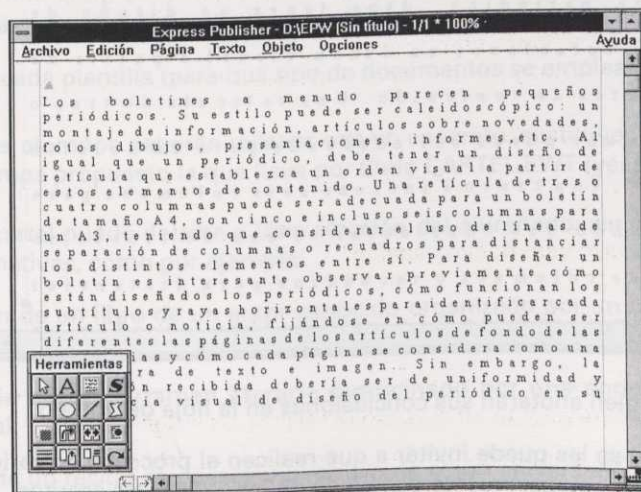 Express Publisher - D:\EPW (Sin título) - 1/1 * 100%
Archivo Edición Página Texto Objeto Opciones Ayuda
Los boletines a menudo parecen pequeños
periódicos. Su estilo puede ser caleidoscópico: un
montaje de información, artículos sobre novedades,
dibujos, presentaciones, informes, etc. Al
igual que un periódico, debe tener un diseño de
retícula que establezca un orden visual a partir de
estos elementos de contenido. Una retícula de tres o
cuatro columnas puede ser adecuada para un boletín
de tamaño A4, con cinco e incluso seis columnas para
un A3, teniendo que considerar el uso de líneas de
separación de columnas o recuadros para distanciar
los distintos elementos entre sí. Para diseñar un
boletín es interesante observar previamente cómo
están diseñados los periódicos, cómo funcionan los
subtítulos y rayas horizontales para identificar cada
artículo o noticia, fijándose en cómo pueden ser
diferentes las páginas de los artículos de fondo de las
y cómo cada página se considera como una
de texto e imagen. Sin embargo, la
recibida debería ser de uniformidad y
visual de diseño del periódico en su
Herramientas